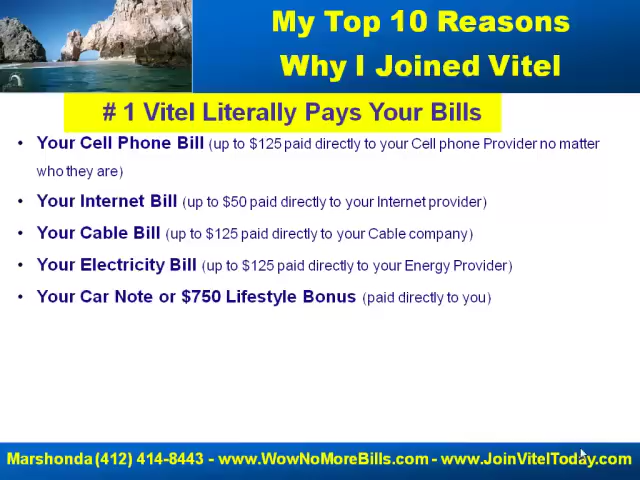 My Top 10 Reasons
Why I Joined Vitel
# 1 Vitel Literally Pays Your Bills
• Your Cell Phone Bill (up to $125 paid directly to your Cell phone Provider no matter
who they are)
• Your Internet Bill (up to $50 paid directly to your Internet provider)
• Your Cable Bill (up to $125 paid directly to your Cable company)
• Your Electricity Bill (up to $125 paid directly to your Energy Provider)
• Your Car Note or $750 Lifestyle Bonus (paid directly to you)
Marshonda (412) 414-8443 - www.WowNoMoreBills.com - www.JoinVitelToday.com